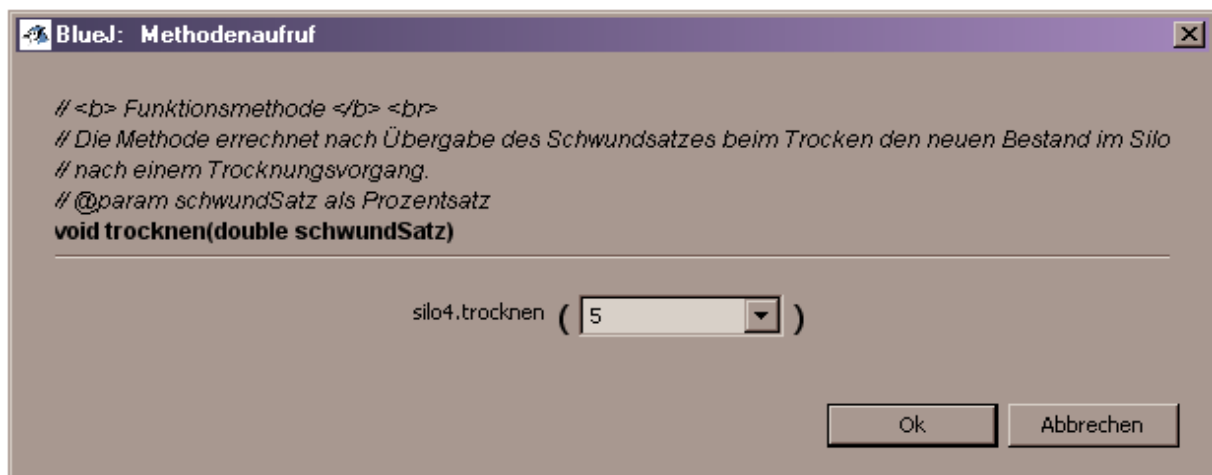 BlueJ: Methodenaufruf
// <b> Funktionsmethode </b> <br>
// Die Methode errechnet nach Übergabe des Schwundsatzes beim Trocken den neuen Bestand im Silo
// nach einem Trocknungsvorgang.
// @param schwundSatz als Prozentsatz
void trocknen(double schwundSatz)
silo4.trocknen ( 5 )
Ok Abbrechen